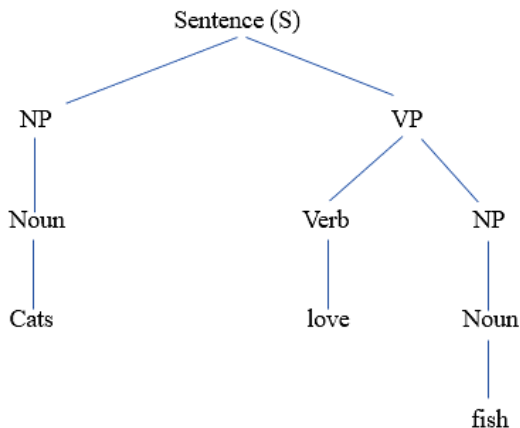 Sentence (S)
NP VP
Noun Verb NP
Cats love Noun
fish